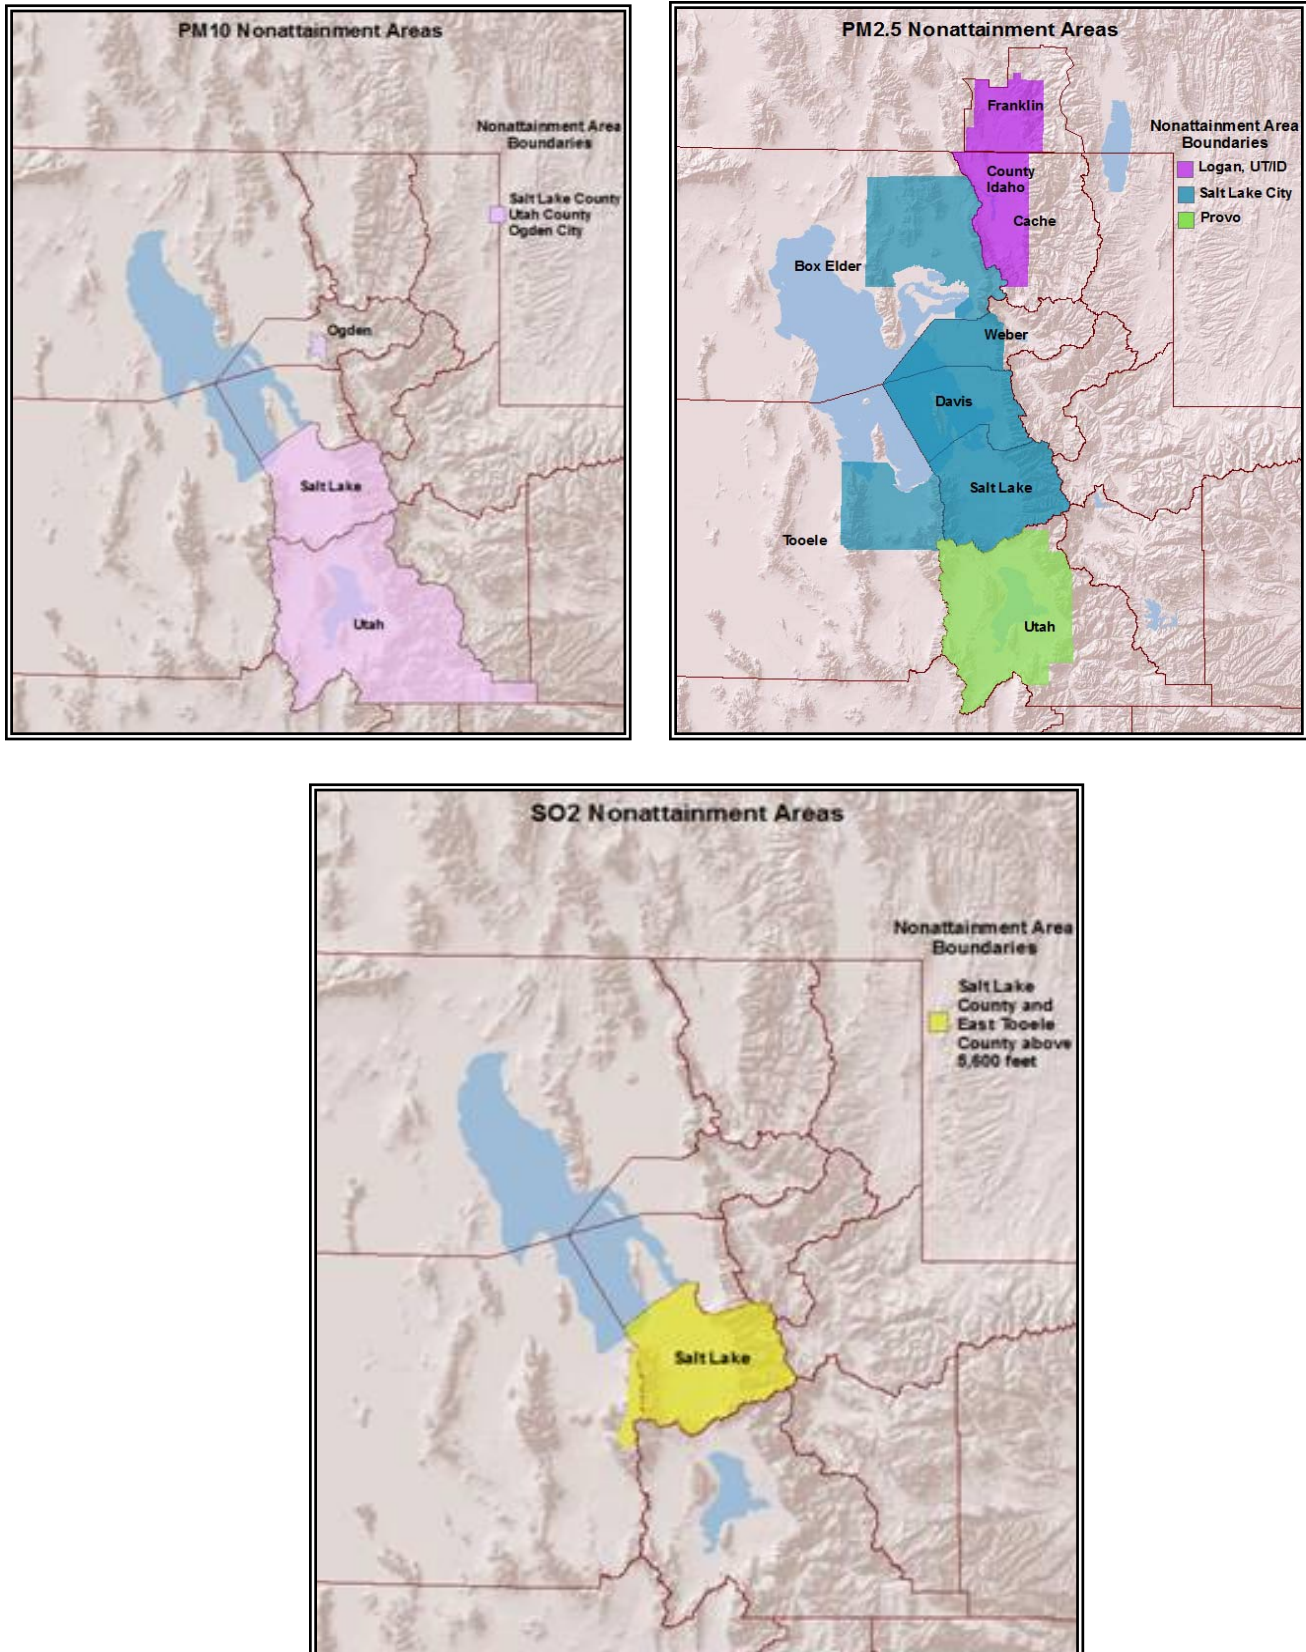 PM10 Nonattainment Areas
Nonattainment Area
Boundaries
Salt Lake County
Utah County
Ogden City
Ogden
Salt Lake
Utah
PM2.5 Nonattainment Areas
Nonattainment Area
Boundaries
Logan, UT/ID
Salt Lake City
Provo
Franklin
County
Idaho
Cache
Box Elder
Weber
Davis
Salt Lake
Tooele
Utah
SO2 Nonattainment Areas
Nonattainment Area
Boundaries
Salt Lake
County and
East Tooele
County above
5,600 feet
Salt Lake